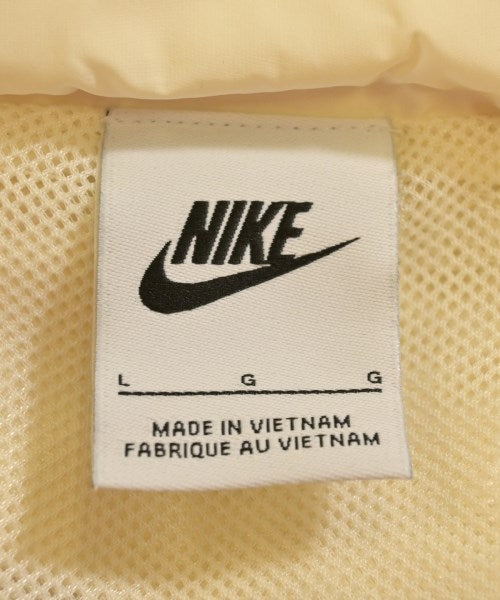 NIKE
L G G
MADE IN VIETNAM
FABRIQUE AU VIETNAM